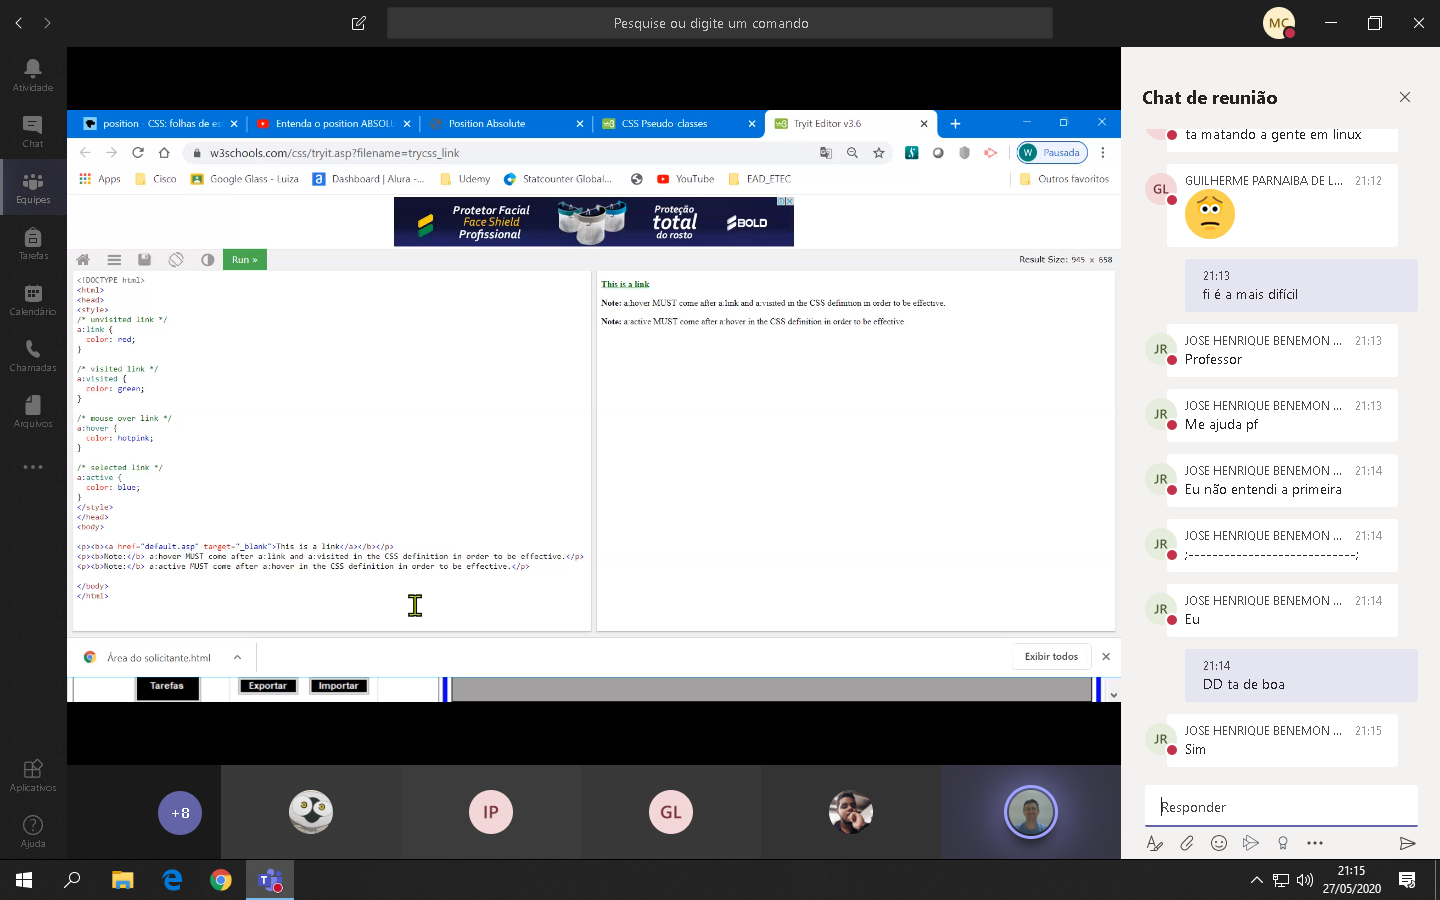 Pesquise ou digite um comando
MC
Atividade
Chat
Equipes
Tarefas
Calendário
Chamadas
Arquivos
Aplicativos
Ajuda
position - CSS: folhas de es
Entenda o position ABSOLU
Position Absolute
CSS Pseudo-classes
Tryit Editor v3.6
w3schools.com/css/tryit.asp?filename=trycss_link
W Pausada
Apps
Cisco
Google Glass - Luiza
Dashboard | Alura -...
Udemy
Statcounter Global...
YouTube
EAD_ETEC
Outros favoritos
Protetor Facial
Face Shield
Profissional
Proteção
total
do rosto
BOLD
Run »
Result Size: 945 x 658
<!DOCTYPE html>
<html>
<head>
<style>
/* unvisited link */
a:link {
color: red;
}
/* visited link */
a:visited {
color: green;
}
/* mouse over link */
a:hover {
color: hotpink;
}
/* selected link */
a:active {
color: blue;
}
</style>
</head>
<body>
<p><b><a href="default.asp" target="_blank">This is a link</a></b></p>
<p><b>Note:</b> a:hover MUST come after a:link and a:visited in the CSS definition in order to be effective.</p>
<p><b>Note:</b> a:active MUST come after a:hover in the CSS definition in order to be effective.</p>
</body>
</html>
This is a link
Note: a:hover MUST come after a:link and a:visited in the CSS definition in order to be effective.
Note: a:active MUST come after a:hover in the CSS definition in order to be effective.
Área do solicitante.html
Exibir todos
Tarefas
Exportar
Importar
+8
IP
GL
Chat de reunião
ta matando a gente em linux
GL
GUILHERME PARNAIBA DE L... 21:12
21:13
fi é a mais difícil
JR
JOSE HENRIQUE BENEMON ... 21:13
Professor
JR
JOSE HENRIQUE BENEMON ... 21:13
Me ajuda pf
JR
JOSE HENRIQUE BENEMON ... 21:14
Eu não entendi a primeira
JR
JOSE HENRIQUE BENEMON ... 21:14
;----------------------------;
JR
JOSE HENRIQUE BENEMON ... 21:14
Eu
21:14
DD ta de boa
JR
JOSE HENRIQUE BENEMON ... 21:15
Sim
Responder
21:15
27/05/2020